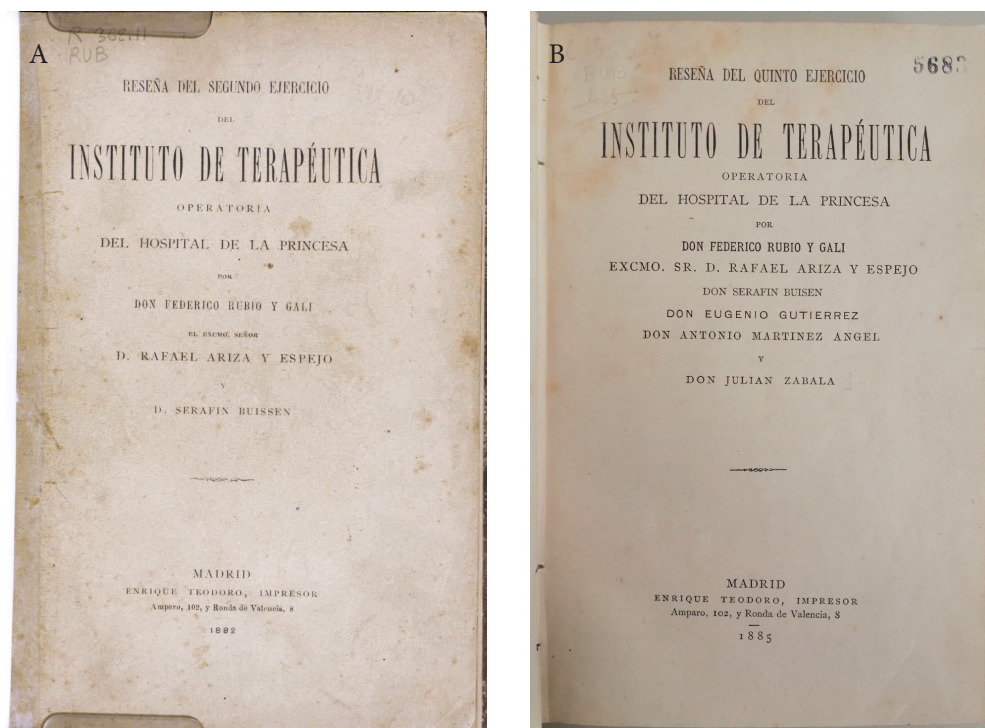 A
R 362.11
RUB
RESEÑA DEL SEGUNDO EJERCICIO
DEL
INSTITUTO DE TERAPÉUTICA
OPERATORIA
DEL HOSPITAL DE LA PRINCESA
POR
DON FEDERICO RUBIO Y GALI
EL EXCMO. SEÑOR
D. RAFAEL ARIZA Y ESPEJO
Y
D. SERAFIN BUISSEN
MADRID
ENRIQUE TEODORO, IMPRESOR
Amparo, 102, y Ronda de Valencia, 8
1882
B
5683
RESEÑA DEL QUINTO EJERCICIO
DEL
INSTITUTO DE TERAPÉUTICA
OPERATORIA
DEL HOSPITAL DE LA PRINCESA
POR
DON FEDERICO RUBIO Y GALI
EXCMO. SR. D. RAFAEL ARIZA Y ESPEJO
DON SERAFIN BUISEN
DON EUGENIO GUTIERREZ
DON ANTONIO MARTINEZ ANGEL
Y
DON JULIAN ZABALA
MADRID
ENRIQUE TEODORO, IMPRESOR
Amparo, 102, y Ronda de Valencia, 8
1885